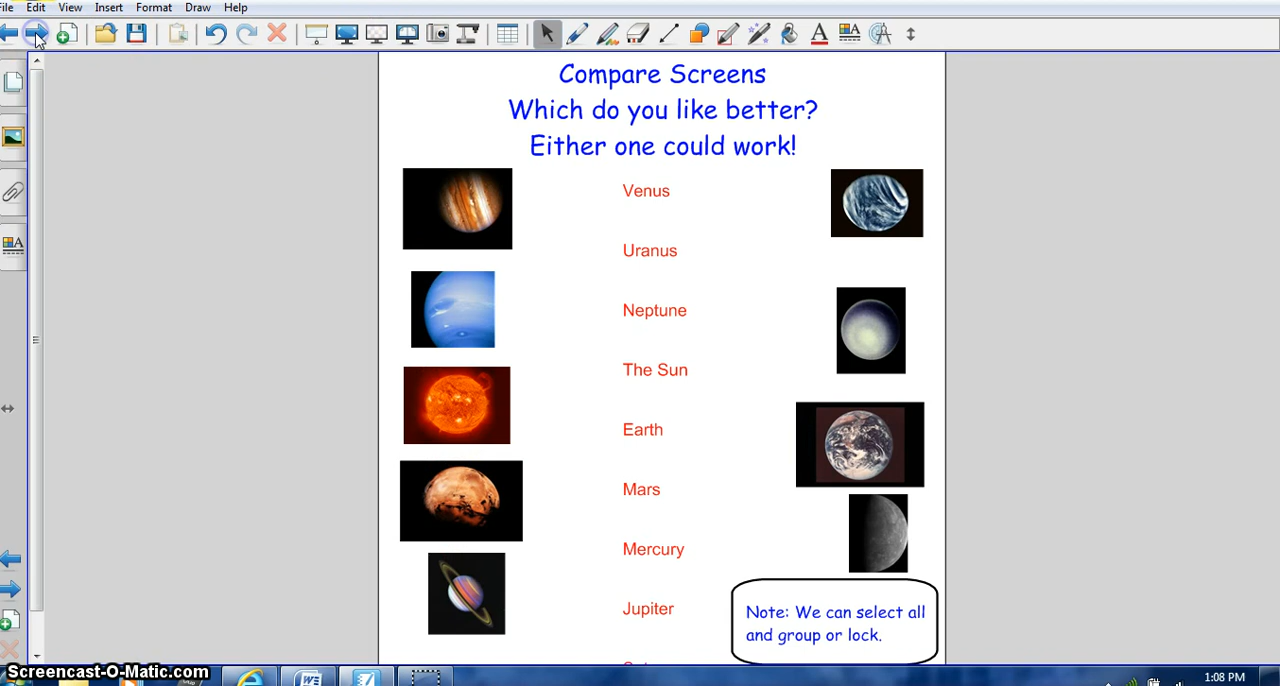 File Edit View Insert Format Draw Help
Compare Screens
Which do you like better?
Either one could work!
Venus
Uranus
Neptune
The Sun
Earth
Mars
Mercury
Jupiter
Note: We can select all
and group or lock.
Screencast-O-Matic.com
1:08 PM